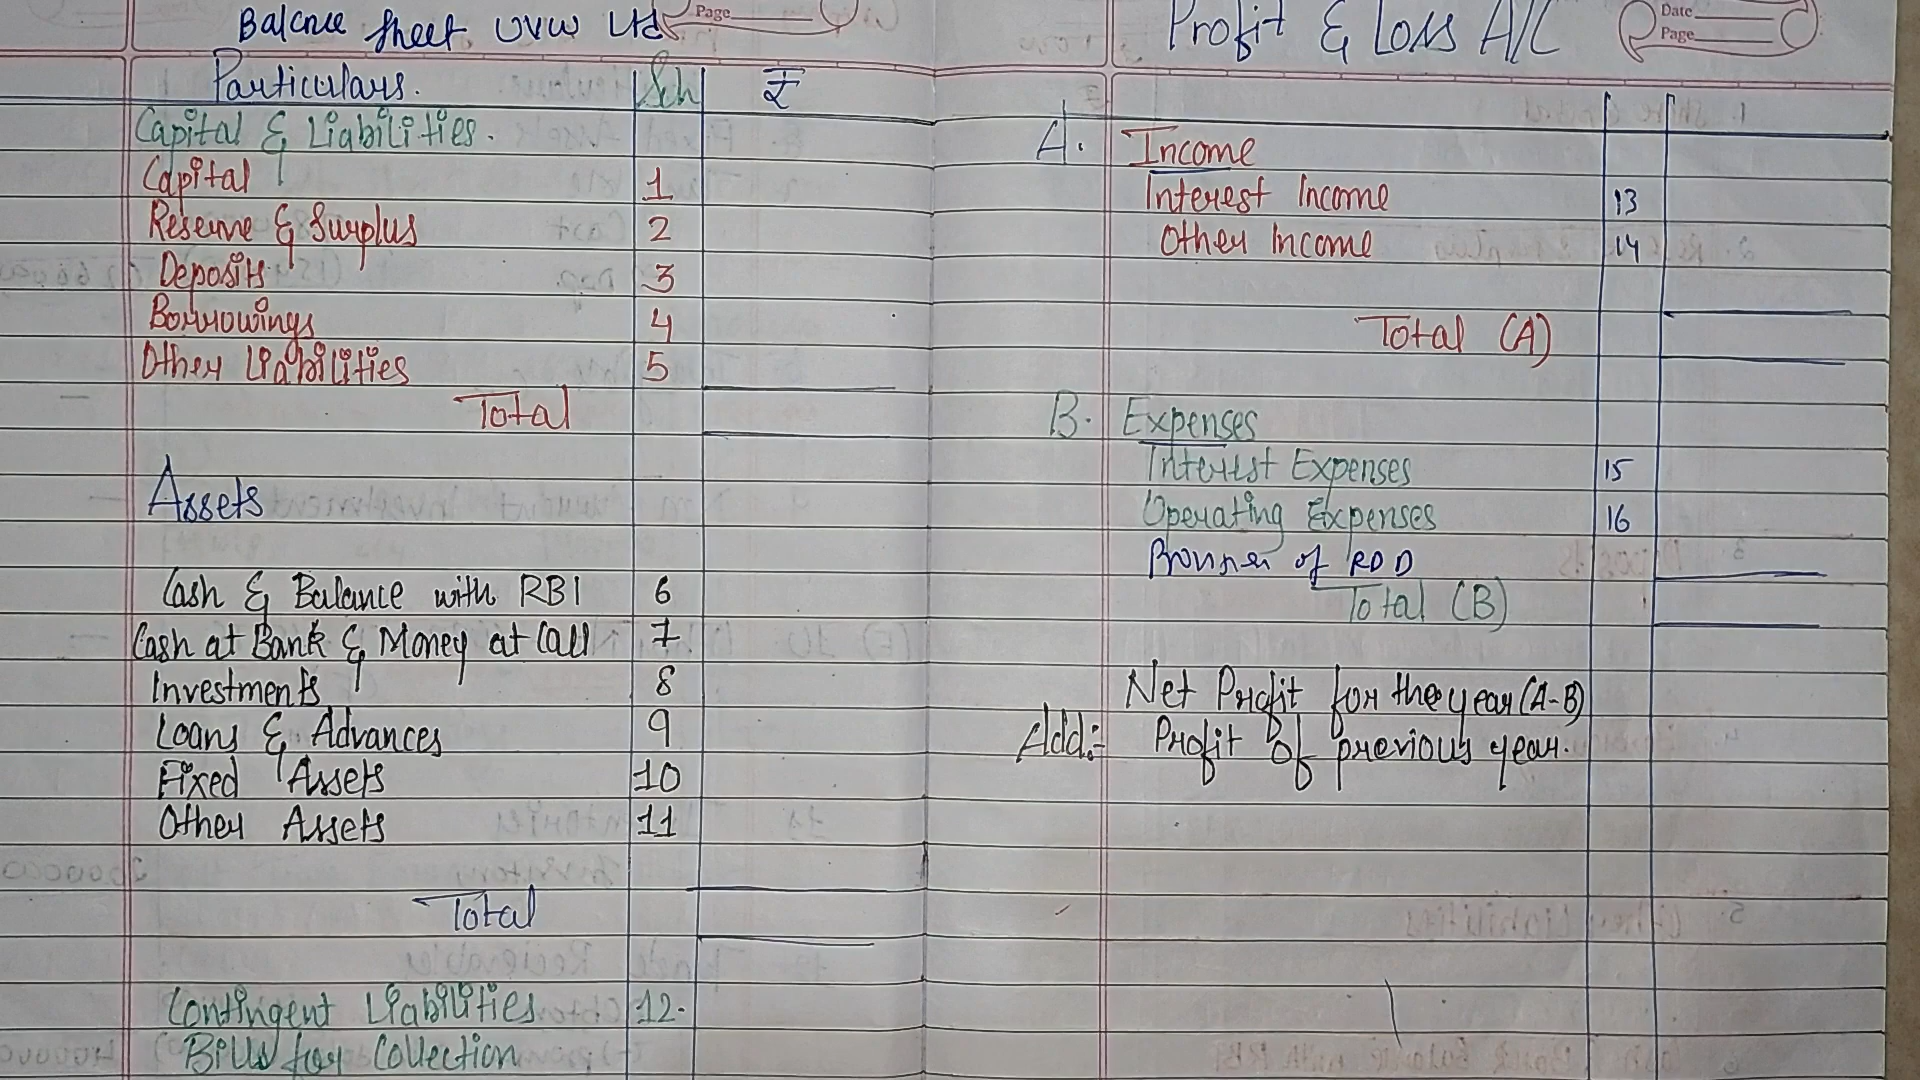 Balance Sheet UVW Ltd
Page
Particulars. Sch ₹
Capital & Liabilities.
Capital 1
Reserve & Surplus 2
Deposits 3
Borrowings 4
Other Liabilities 5
Total
Assets
Cash & Balance with RBI 6
Cash at Bank & Money at Call 7
Investments 8
Loans & Advances 9
Fixed Assets 10
Other Assets 11
Total
Contingent Liabilities 12.
Bills for Collection
Profit & Loss A/C
Date
Page
A. Income
Interest Income 13
Other Income 14
Total (A)
B. Expenses
Interest Expenses 15
Operating Expenses 16
of RDD
Total (B)
Net Profit for the year (A-B)
Add:- Profit of previous year.